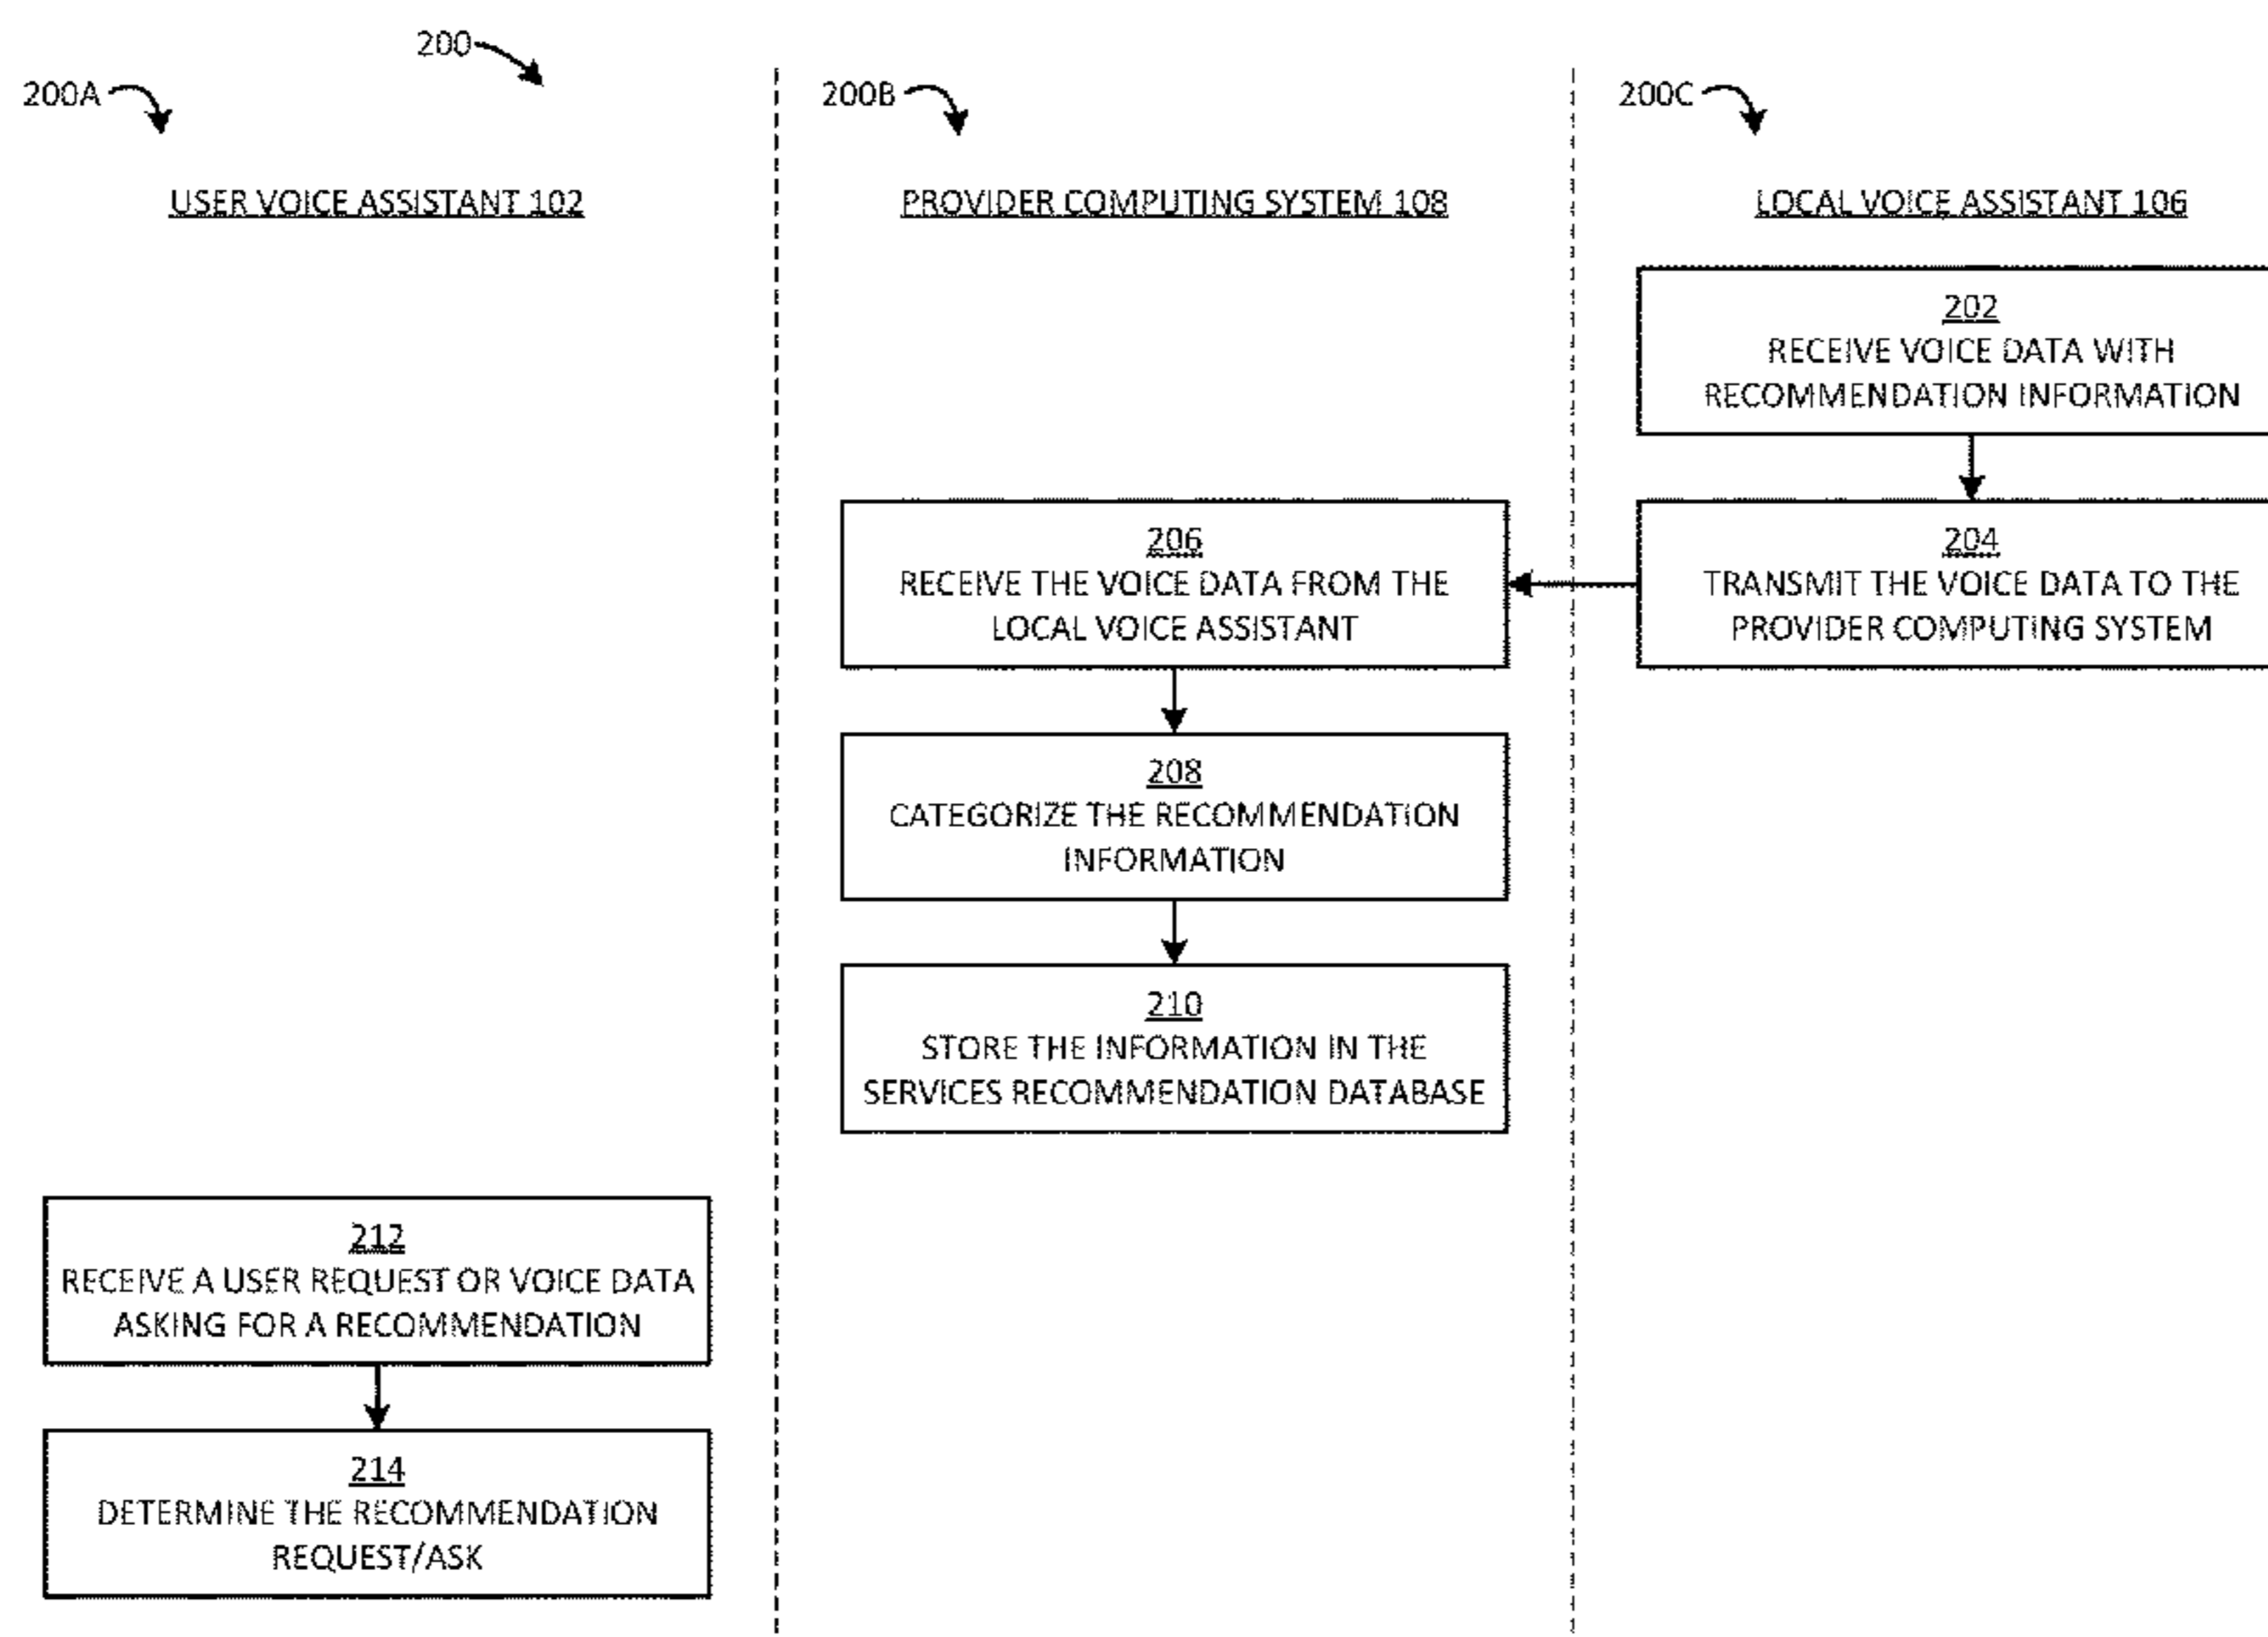 200
200A
200B
200C
USER VOICE ASSISTANT 102
PROVIDER COMPUTING SYSTEM 108
LOCAL VOICE ASSISTANT 106
202
RECEIVE VOICE DATA WITH
RECOMMENDATION INFORMATION
204
TRANSMIT THE VOICE DATA TO THE
PROVIDER COMPUTING SYSTEM
206
RECEIVE THE VOICE DATA FROM THE
LOCAL VOICE ASSISTANT
208
CATEGORIZE THE RECOMMENDATION
INFORMATION
210
STORE THE INFORMATION IN THE
SERVICES RECOMMENDATION DATABASE
212
RECEIVE A USER REQUEST OR VOICE DATA
ASKING FOR A RECOMMENDATION
214
DETERMINE THE RECOMMENDATION
REQUEST/ASK